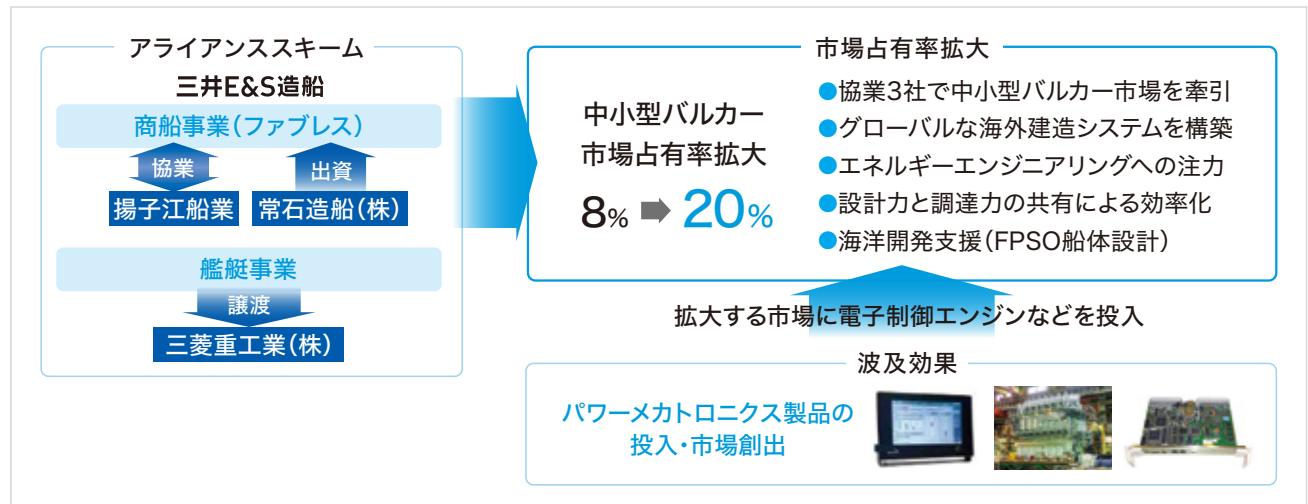 アライアンススキーム
三井E&S造船
商船事業(ファブレス)
協業
出資
揚子江船業
常石造船(株)
艦艇事業
譲渡
三菱重工業(株)
市場占有率拡大
中小型バルカー
市場占有率拡大
8% ➡ 20%
●協業3社で中小型バルカー市場を牽引
●グローバルな海外建造システムを構築
●エネルギーエンジニアリングへの注力
●設計力と調達力の共有による効率化
●海洋開発支援(FPSO船体設計)
拡大する市場に電子制御エンジンなどを投入
波及効果
パワーメカトロニクス製品の
投入・市場創出